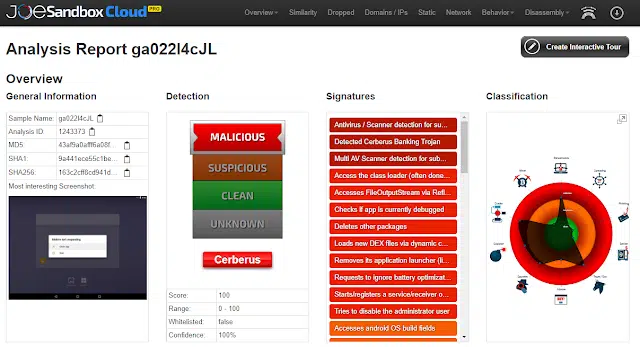 JOESandbox Cloud PRO
Overview Similarity Dropped Domains / IPs Static Network Behavior Disassembly
Analysis Report ga022l4cJL
Create Interactive Tour
Overview
General Information
Sample Name: ga022l4cJL
Analysis ID: 1243373
MD5: 43af9a0afff6a08f...
SHA1: 9a441ece55c1be...
SHA256: 163c2cff8cd941d...
Most interesting Screenshot:
Detection
MALICIOUS
SUSPICIOUS
CLEAN
UNKNOWN
Cerberus
Score: 100
Range: 0 - 100
Whitelisted: false
Confidence: 100%
Signatures
Antivirus / Scanner detection for su...
Detected Cerberus Banking Trojan
Multi AV Scanner detection for sub...
Access the class loader (often done...
Accesses FileOutputStream via Refl...
Checks if app is currently debugged
Deletes other packages
Loads new DEX files via dynamic c...
Removes its application launcher (li...
Requests to ignore battery optimizat...
Starts/registers a service/receiver o...
Tries to disable the administrator user
Accesses android OS build fields
Classification